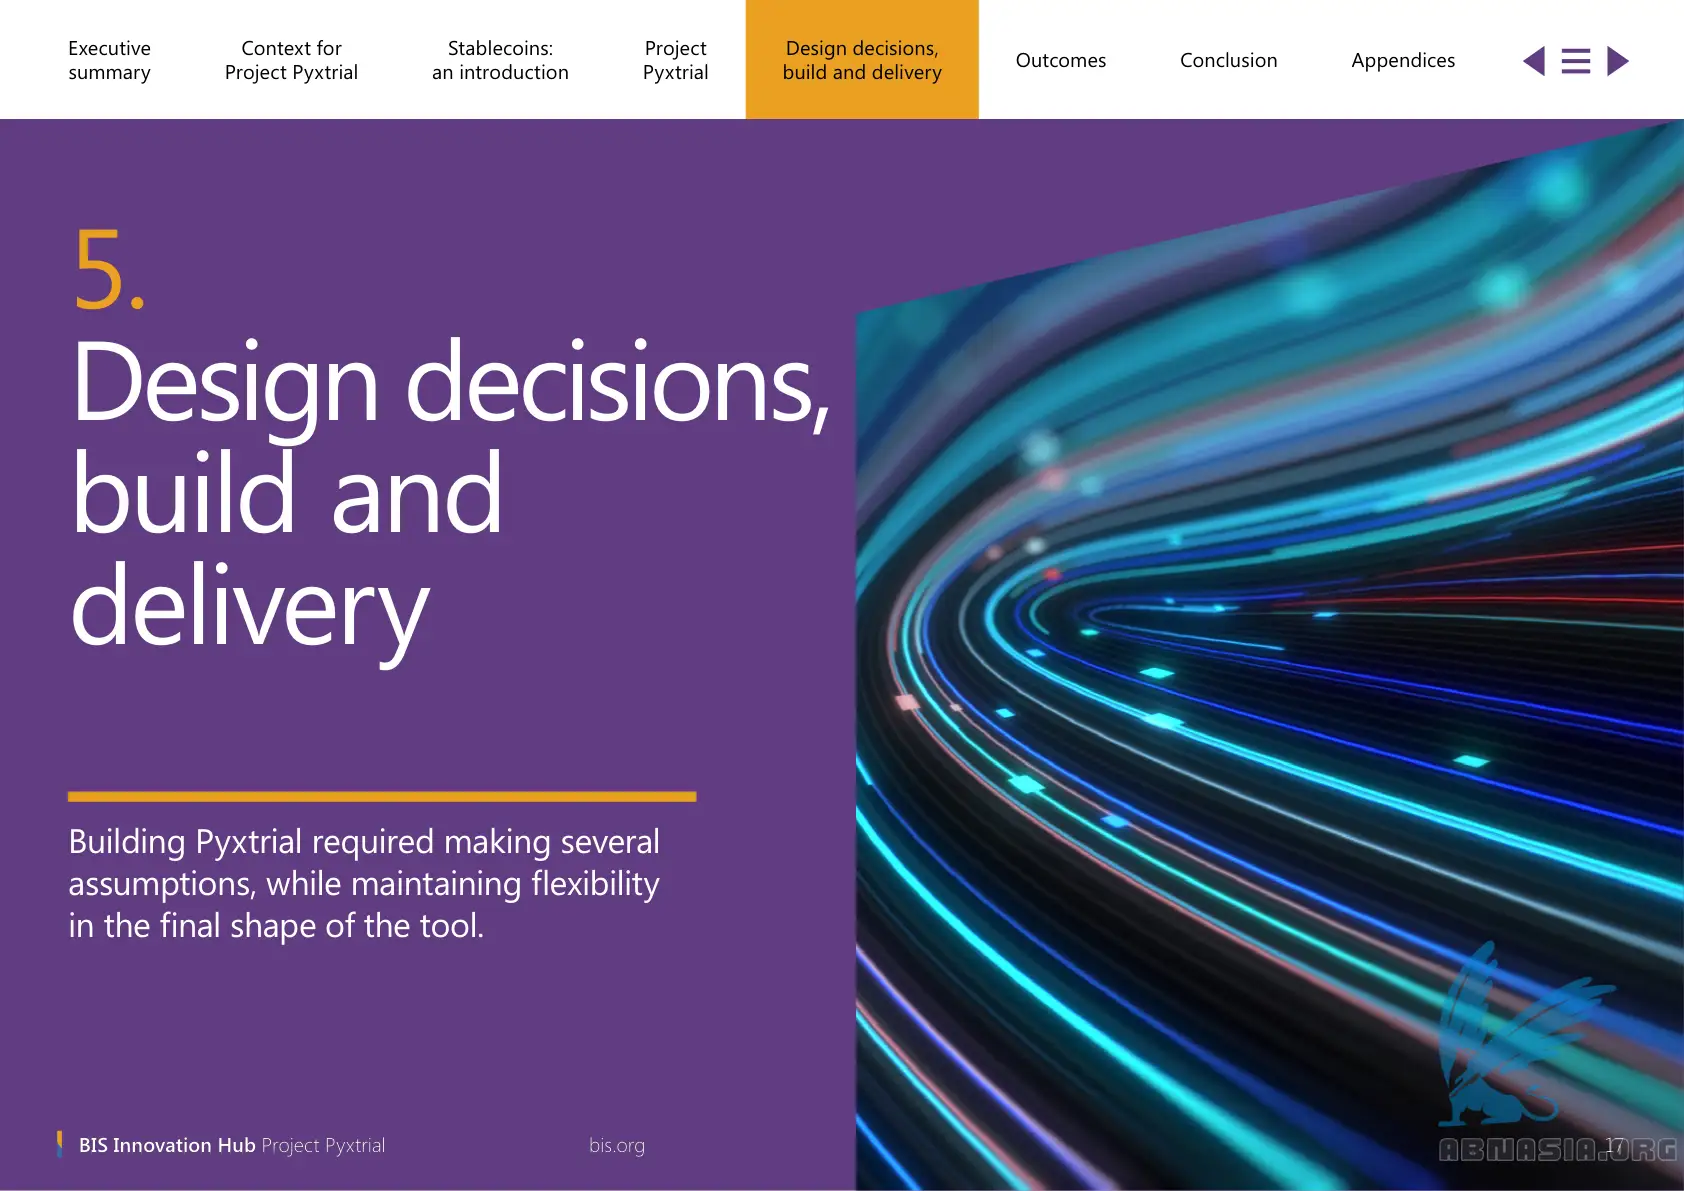 Executive
summary
Context for
Project Pyxtrial
Stablecoins:
an introduction
Project
Pyxtrial
Design decisions,
build and delivery
Outcomes
Conclusion
Appendices
5.
Design decisions,
build and
delivery
Building Pyxtrial required making several
assumptions, while maintaining flexibility
in the final shape of the tool.
BIS Innovation Hub Project Pyxtrial
bis.org
17
ABNASIA.ORG